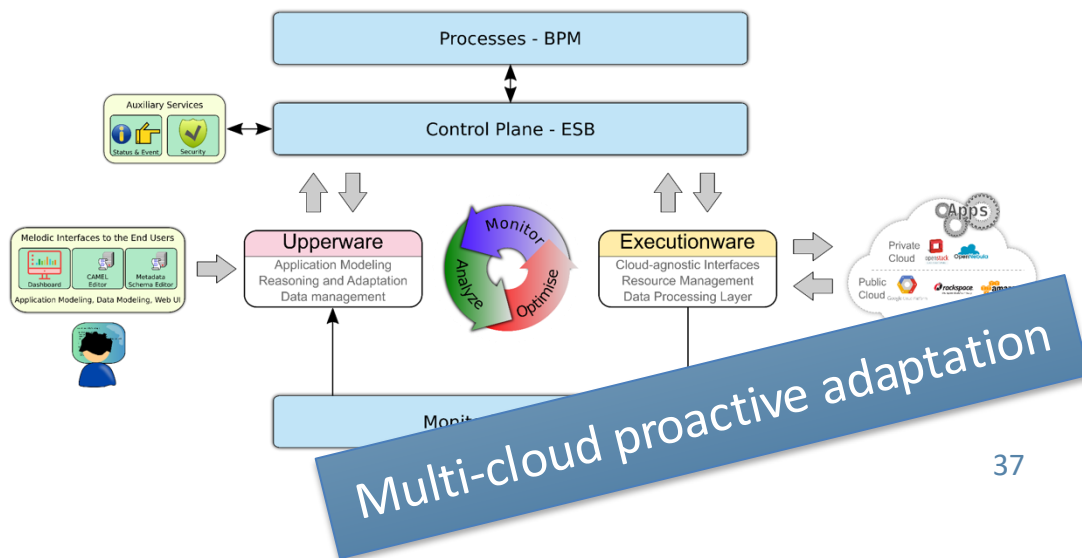 Processes - BPM
Auxiliary Services
Status & Event
Security
Control Plane - ESB
Melodic Interfaces to the End Users
Dashboard
CAMEL
Editor
Metadata
Schema Editor
Application Modeling, Data Modeling, Web UI
Upperware
Application Modeling
Reasoning and Adaptation
Data management
Monitor
Analyze
Optimise
Executionware
Cloud-agnostic Interfaces
Resource Management
Data Processing Layer
Apps
Private
Cloud
openstack
OpenNebula
Public
Cloud
rackspace
Multi-cloud proactive adaptation
37